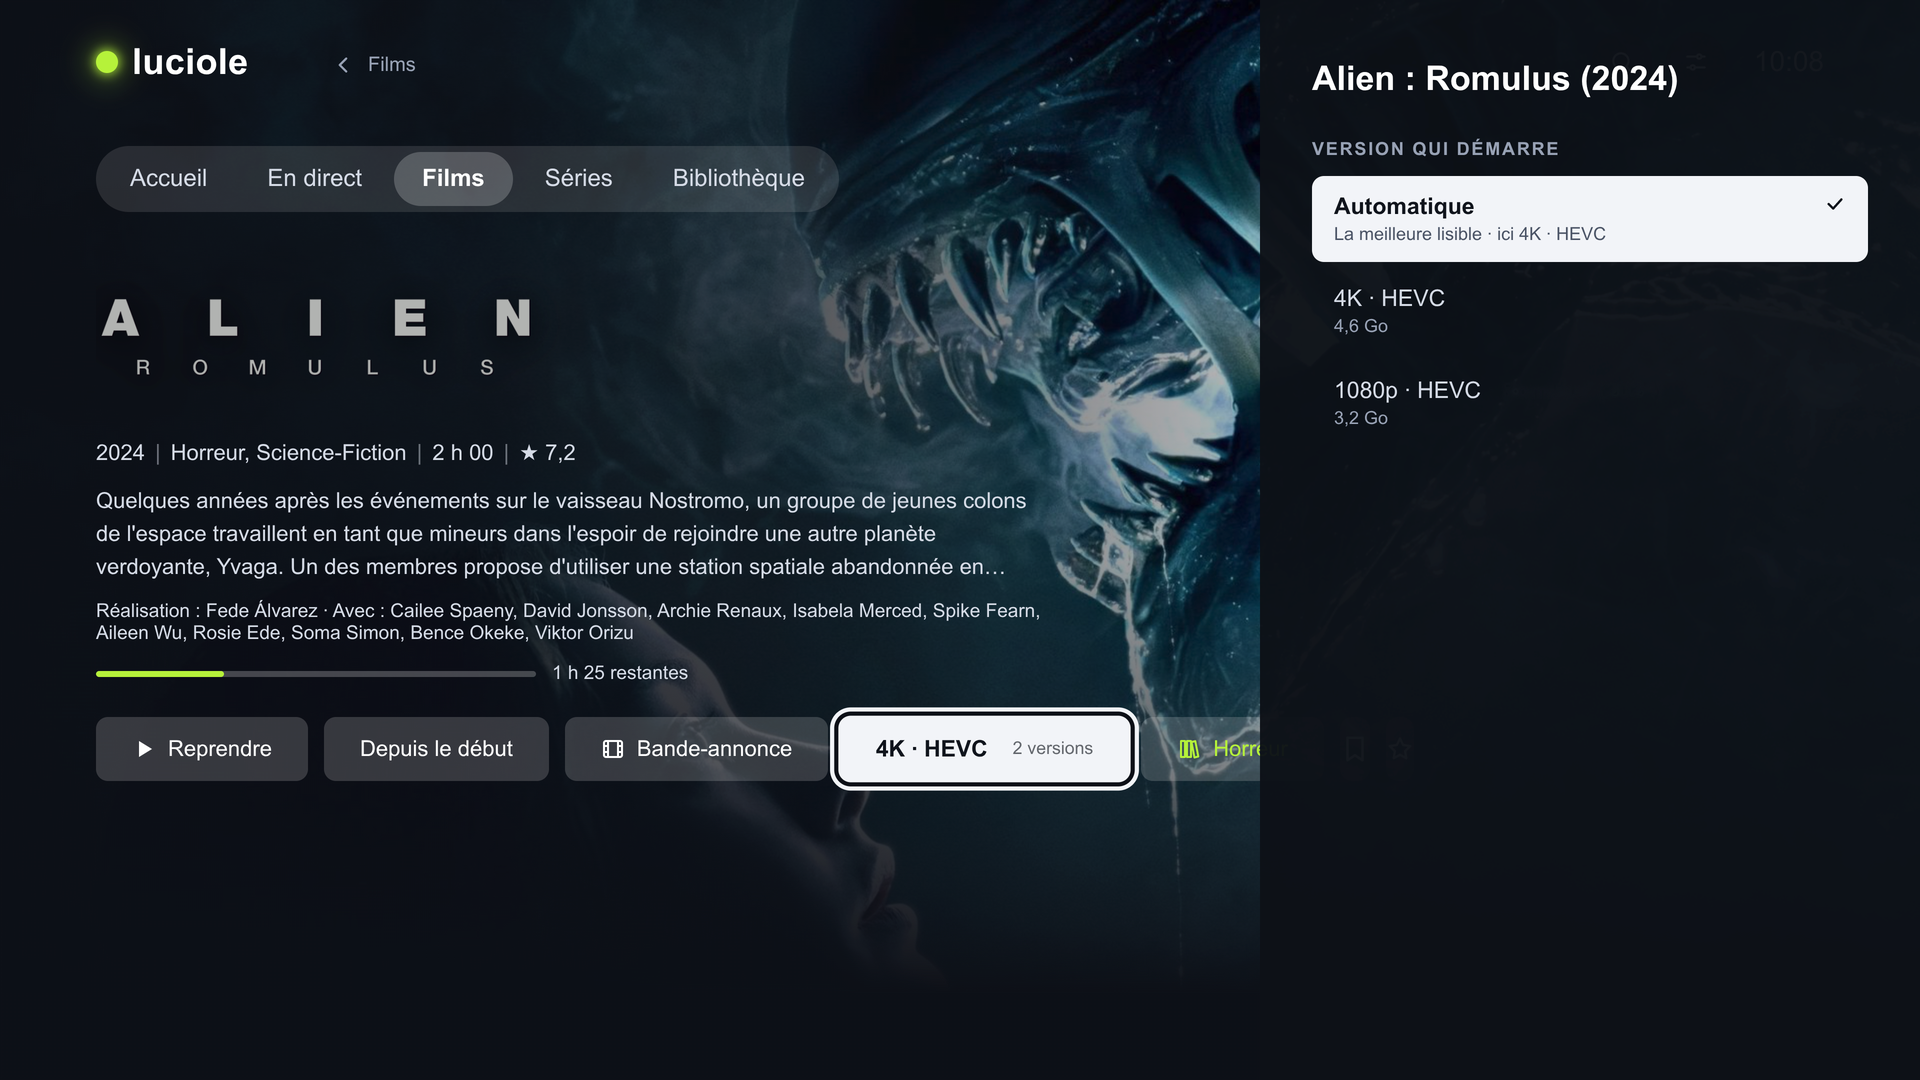 luciole
Films
10:08
Accueil
En direct
Films
Séries
Bibliothèque
ALIEN
ROMULUS
2024 | Horreur, Science-Fiction | 2 h 00 | ★ 7,2
Quelques années après les événements sur le vaisseau Nostromo, un groupe de jeunes colons
de l'espace travaillent en tant que mineurs dans l'espoir de rejoindre une autre planète
verdoyante, Yvaga. Un des membres propose d'utiliser une station spatiale abandonnée en…
Réalisation : Fede Álvarez · Avec : Cailee Spaeny, David Jonsson, Archie Renaux, Isabela Merced, Spike Fearn,
Aileen Wu, Rosie Ede, Soma Simon, Bence Okeke, Viktor Orizu
1 h 25 restantes
Reprendre
Depuis le début
Bande-annonce
4K · HEVC 2 versions
Horreur
Alien : Romulus (2024)
VERSION QUI DÉMARRE
Automatique
La meilleure lisible · ici 4K · HEVC
4K · HEVC
4,6 Go
1080p · HEVC
3,2 Go